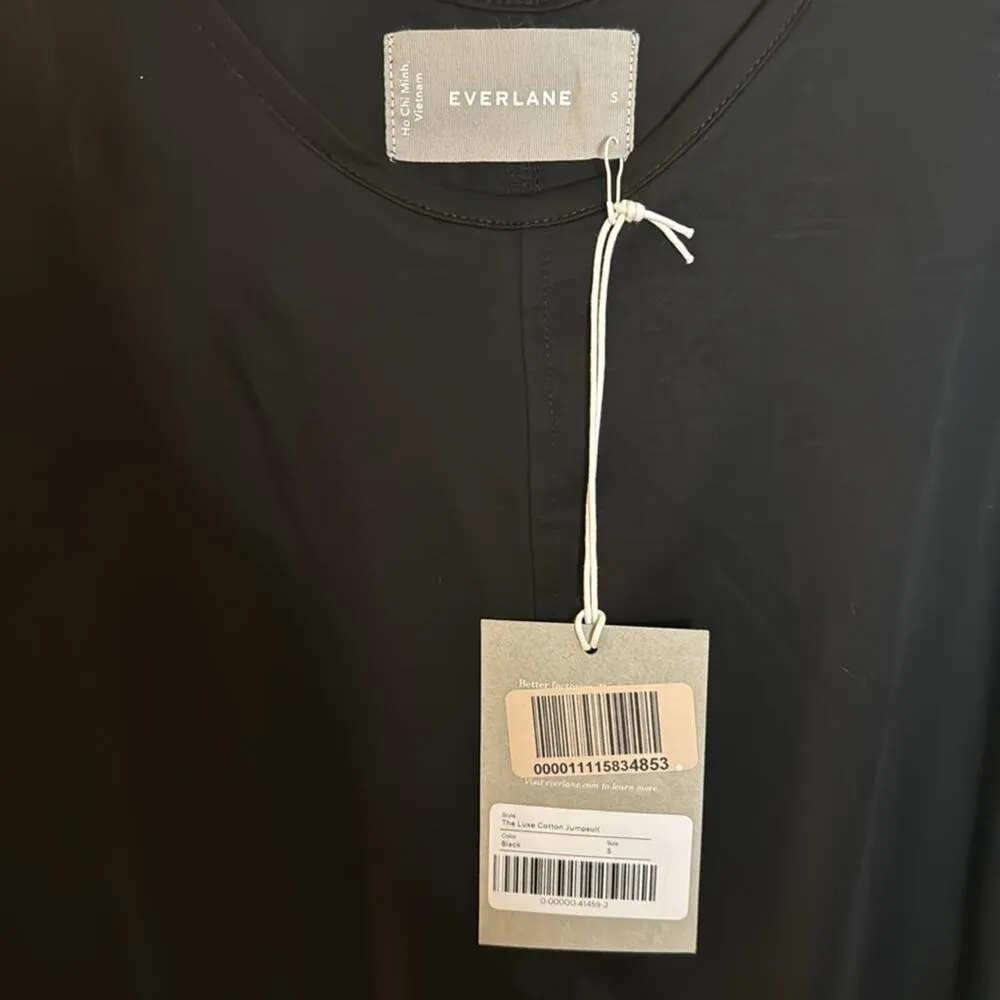 Ho Chi Minh,
Vietnam
EVERLANE
S
Better
000011115834853
Visit everlane.com to learn more.
Style
The Luxe Cotton Jumpsuit
Color
Black
Size
S
0-00000-41459-3